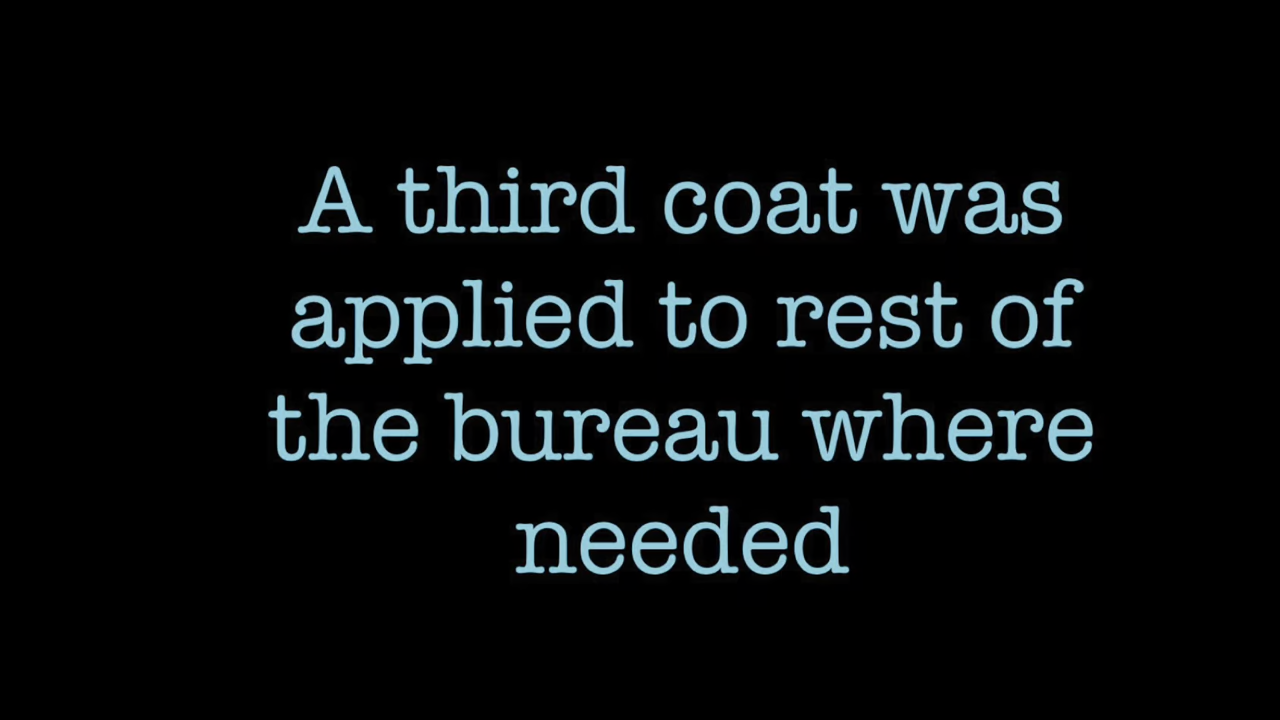 A third coat was
applied to rest of
the bureau where
needed